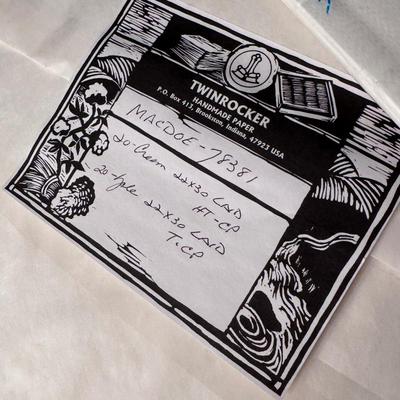 TWINROCKER
HANDMADE PAPER
P.O. Box 413, Brookston, Indiana, 47923 USA
MACDOE - 78381
20 - Cream 22X30 LAID
HT - CP
20 - 22X30 LAID
T - CP